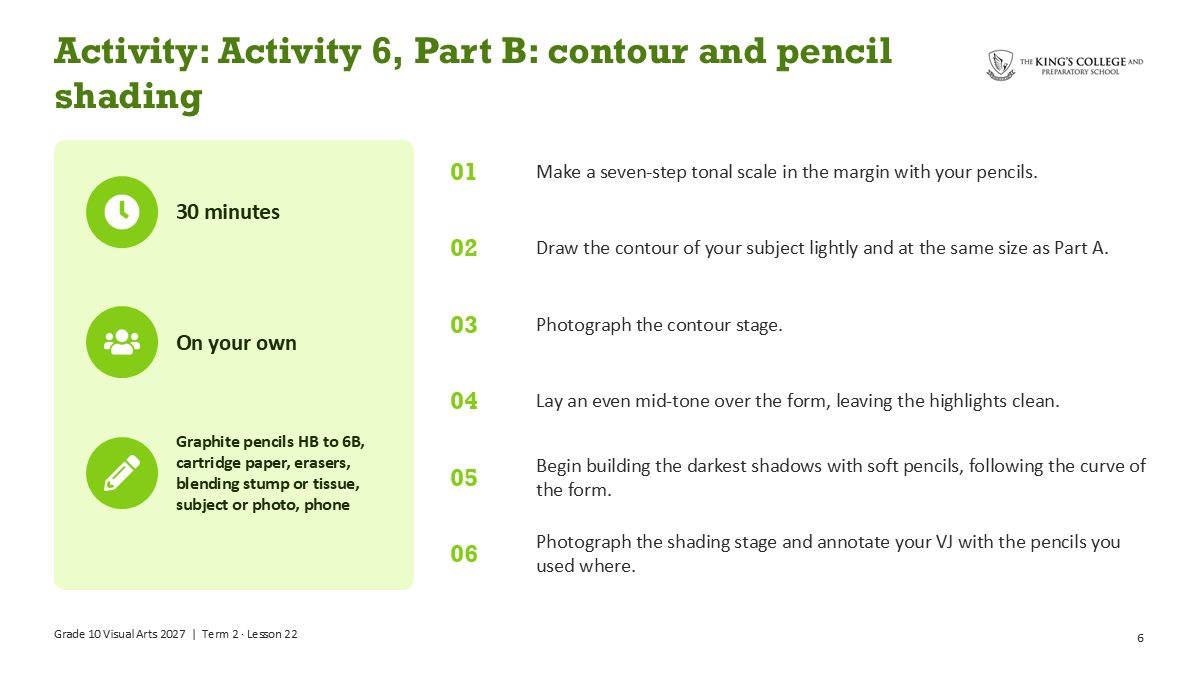 Activity: Activity 6, Part B: contour and pencil
shading
THE KING'S COLLEGE AND
PREPARATORY SCHOOL
30 minutes
On your own
Graphite pencils HB to 6B,
cartridge paper, erasers,
blending stump or tissue,
subject or photo, phone
01 Make a seven-step tonal scale in the margin with your pencils.
02 Draw the contour of your subject lightly and at the same size as Part A.
03 Photograph the contour stage.
04 Lay an even mid-tone over the form, leaving the highlights clean.
05 Begin building the darkest shadows with soft pencils, following the curve of
the form.
06 Photograph the shading stage and annotate your VJ with the pencils you
used where.
Grade 10 Visual Arts 2027 | Term 2 · Lesson 22
6